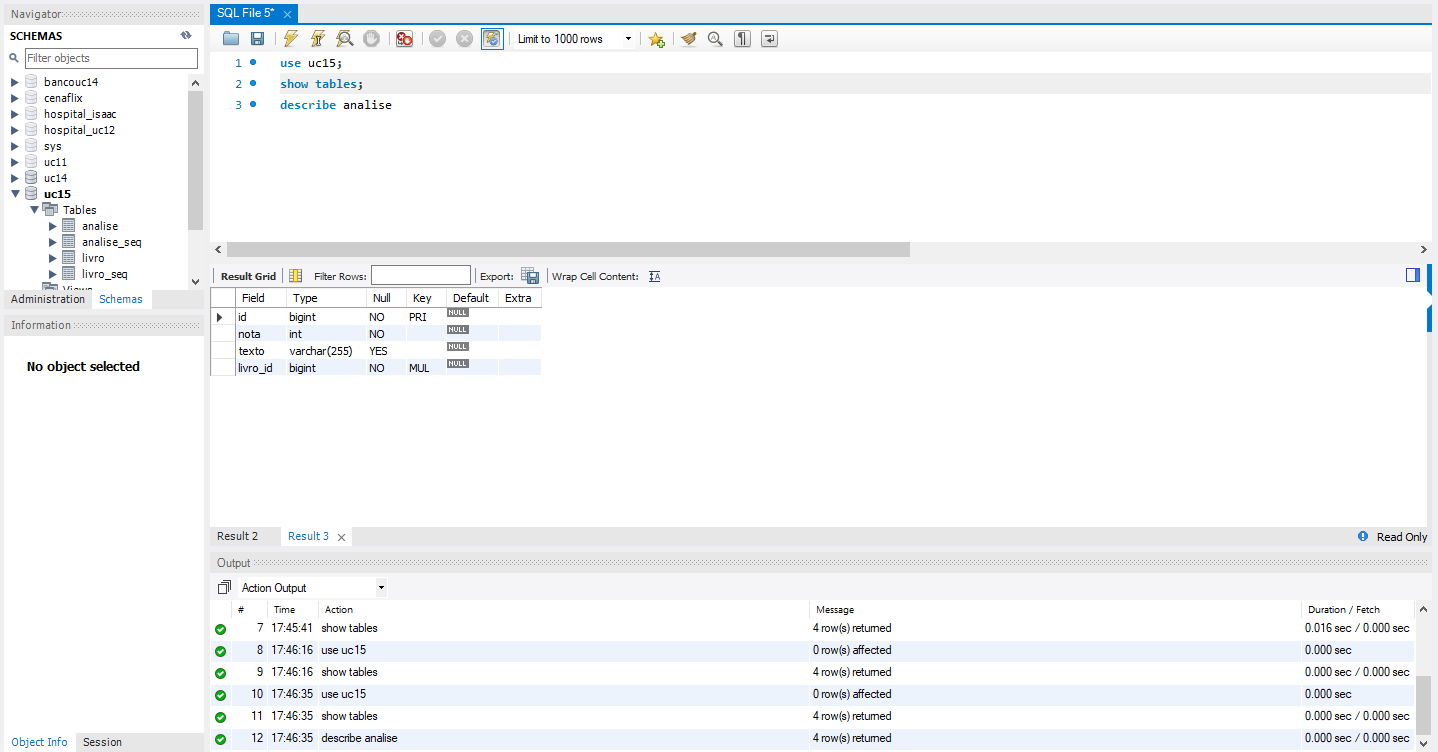 Navigator
SCHEMAS
Filter objects
bancouc14
cenaflix
hospital_isaac
hospital_uc12
sys
uc11
uc14
uc15
Tables
analise
analise_seq
livro
livro_seq
Views
Administration Schemas
Information
No object selected
Object Info Session
SQL File 5*
Limit to 1000 rows
1 use uc15;
2 show tables;
3 describe analise
Result Grid Filter Rows: Export: Wrap Cell Content:
Field Type Null Key Default Extra
id bigint NO PRI NULL
nota int NO NULL
texto varchar(255) YES NULL
livro_id bigint NO MUL NULL
Result 2 Result 3 Read Only
Output
Action Output
# Time Action Message Duration / Fetch
7 17:45:41 show tables 4 row(s) returned 0.016 sec / 0.000 sec
8 17:46:16 use uc15 0 row(s) affected 0.000 sec
9 17:46:16 show tables 4 row(s) returned 0.000 sec / 0.000 sec
10 17:46:35 use uc15 0 row(s) affected 0.000 sec
11 17:46:35 show tables 4 row(s) returned 0.000 sec / 0.000 sec
12 17:46:35 describe analise 4 row(s) returned 0.000 sec / 0.000 sec